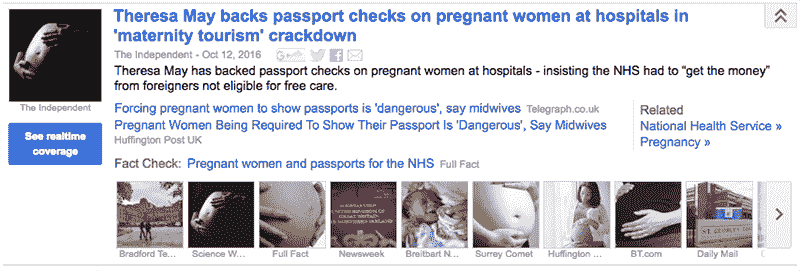 Theresa May backs passport checks on pregnant women at hospitals in
'maternity tourism' crackdown
The Independent - Oct 12, 2016
Theresa May has backed passport checks on pregnant women at hospitals - insisting the NHS had to “get the money”
from foreigners not eligible for free care.
The Independent
See realtime
coverage
Forcing pregnant women to show passports is 'dangerous', say midwives Telegraph.co.uk
Pregnant Women Being Required To Show Their Passport Is 'Dangerous', Say Midwives
Huffington Post UK
Related
National Health Service »
Pregnancy »
Fact Check: Pregnant women and passports for the NHS Full Fact
ST. GEORGE'S
Bradford Te... Science W... Full Fact Newsweek Breitbart N... Surrey Comet Huffington ... BT.com Daily Mail